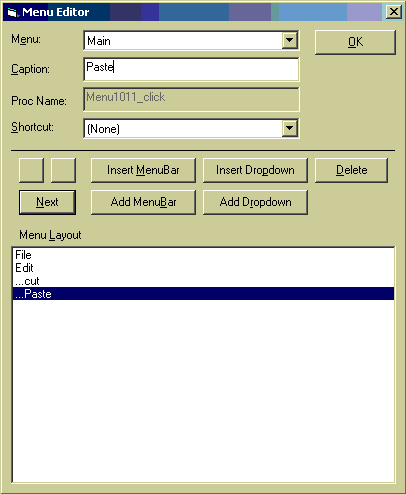 Menu Editor
Menu: Main OK
Caption: Paste
Proc Name: Menu1011_click
Shortcut: (None)
Insert MenuBar Insert Dropdown Delete
Next Add MenuBar Add Dropdown
Menu Layout
File
Edit
...cut
...Paste